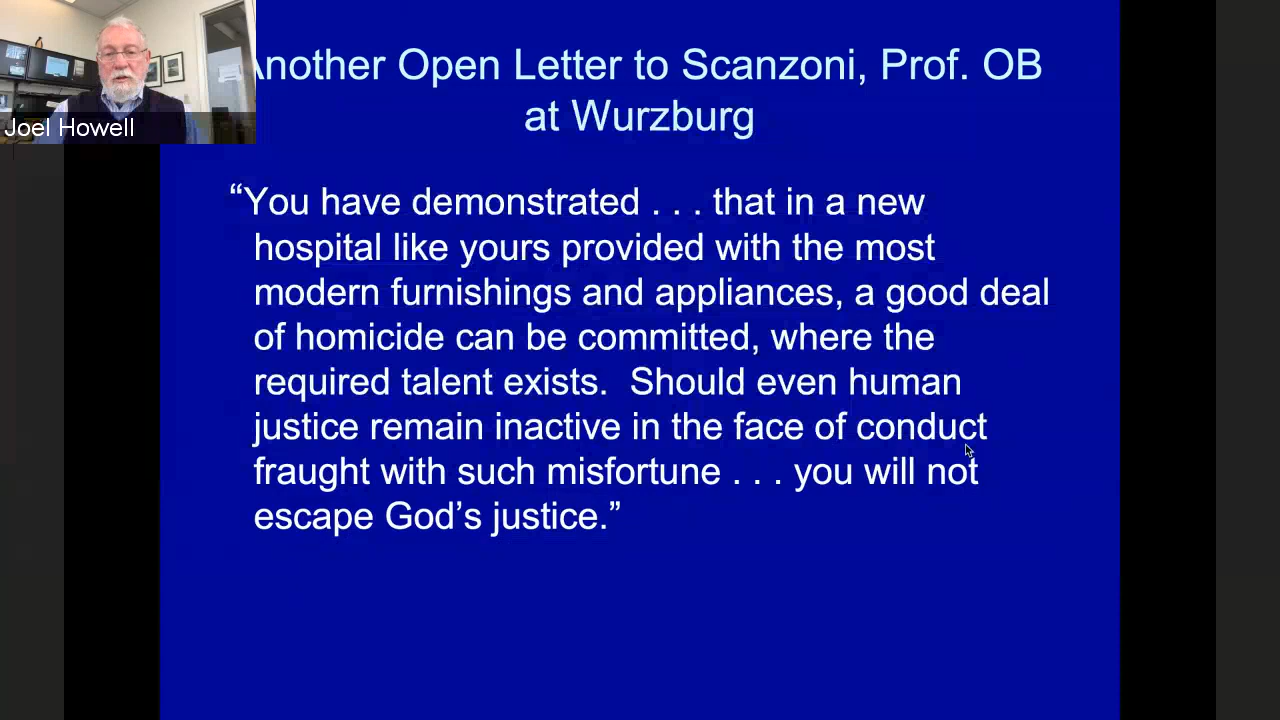 Another Open Letter to Scanzoni, Prof. OB
at Wurzburg
Joel Howell
“You have demonstrated . . . that in a new
hospital like yours provided with the most
modern furnishings and appliances, a good deal
of homicide can be committed, where the
required talent exists.  Should even human
justice remain inactive in the face of conduct
fraught with such misfortune . . . you will not
escape God’s justice.”